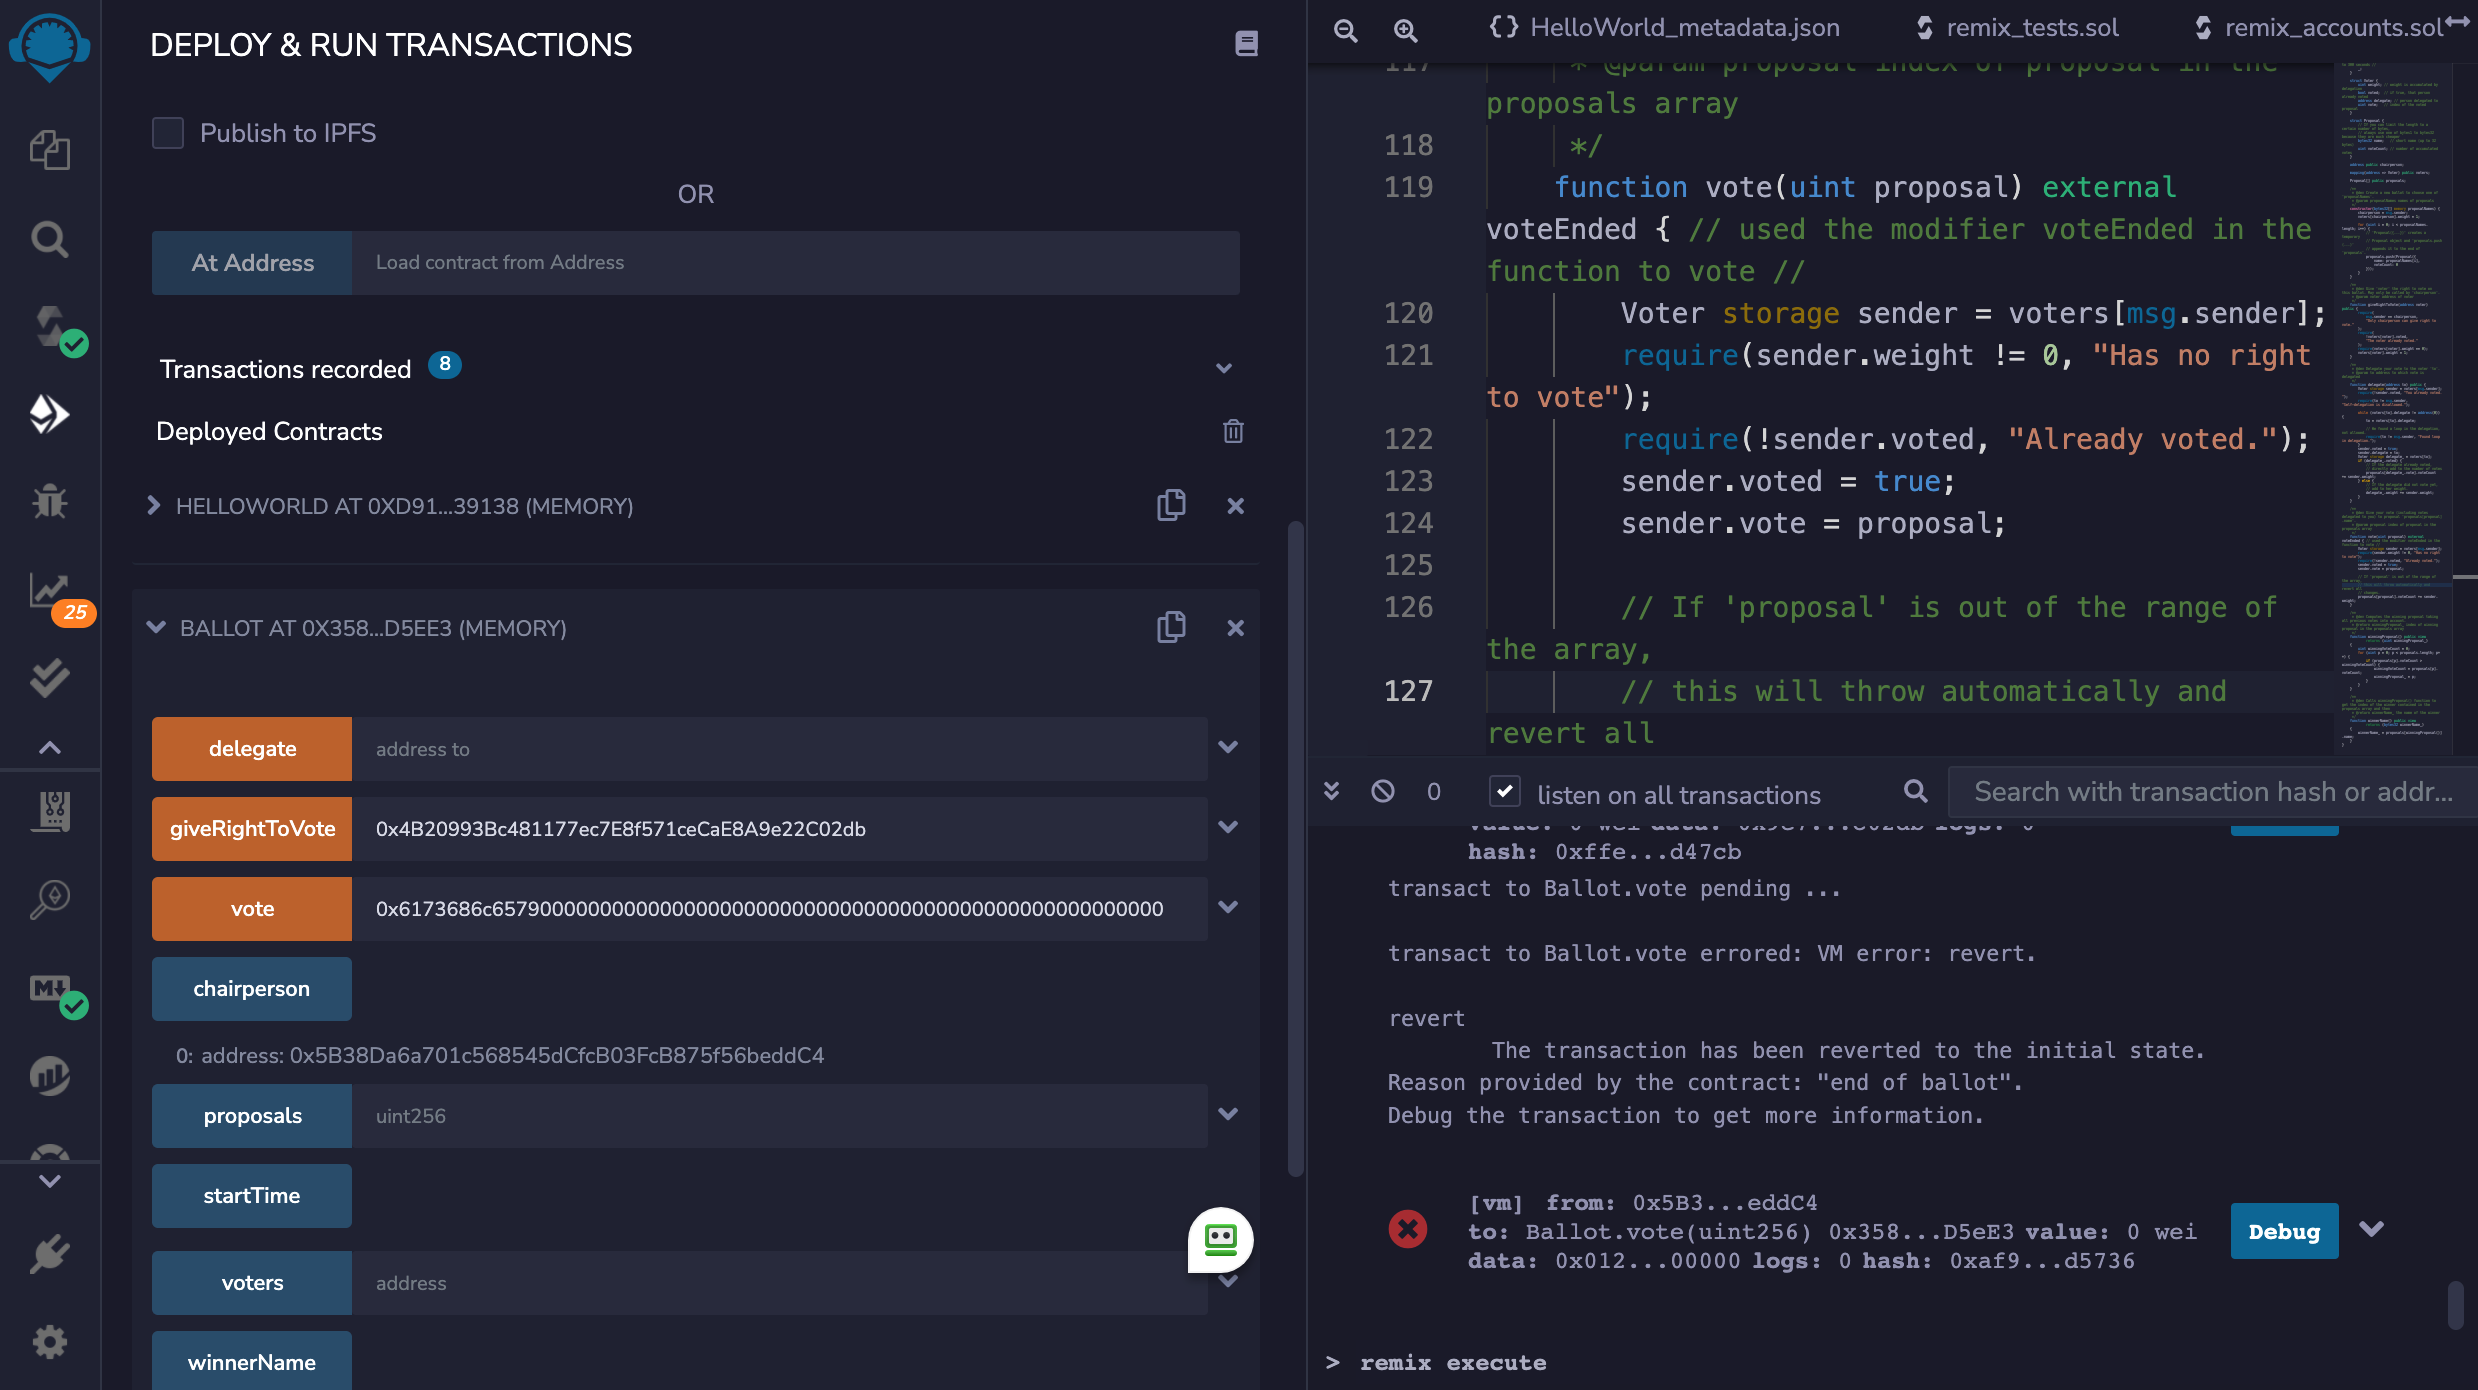 DEPLOY & RUN TRANSACTIONS
Publish to IPFS
OR
At Address
Load contract from Address
Transactions recorded 8
Deployed Contracts
HELLOWORLD AT 0XD91...39138 (MEMORY)
25
BALLOT AT 0X358...D5EE3 (MEMORY)
delegate
address to
giveRightToVote
0x4B20993Bc481177ec7E8f571ceCaE8A9e22C02db
vote
0x6173686c65790000000000000000000000000000000000000000000000000000
chairperson
0: address: 0x5B38Da6a701c568545dCfcB03FcB875f56beddC4
proposals
uint256
startTime
voters
address
winnerName
M
HelloWorld_metadata.json
remix_tests.sol
remix_accounts.sol
117 * @param proposal index of proposal in the
proposals array
118 */
119 function vote(uint proposal) external
voteEnded { // used the modifier voteEnded in the
function to vote //
120 Voter storage sender = voters[msg.sender];
121 require(sender.weight != 0, "Has no right
to vote");
122 require(!sender.voted, "Already voted.");
123 sender.voted = true;
124 sender.vote = proposal;
125
126 // If 'proposal' is out of the range of
the array,
127 // this will throw automatically and
revert all
0
listen on all transactions
Search with transaction hash or addr...
value: 0 wei data: 0x9e7...c02db logs: 0
hash: 0xffe...d47cb
transact to Ballot.vote pending ...
transact to Ballot.vote errored: VM error: revert.
revert
The transaction has been reverted to the initial state.
Reason provided by the contract: "end of ballot".
Debug the transaction to get more information.
[vm] from: 0x5B3...eddC4
to: Ballot.vote(uint256) 0x358...D5eE3 value: 0 wei
data: 0x012...00000 logs: 0 hash: 0xaf9...d5736
Debug
> remix execute